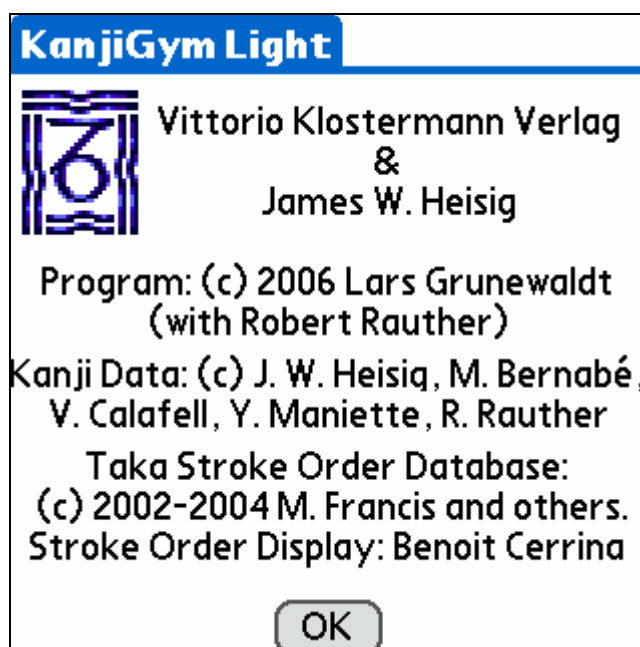 KanjiGym Light
Vittorio Klostermann Verlag
&
James W. Heisig
Program: (c) 2006 Lars Grunewaldt
(with Robert Rauther)
Kanji Data: (c) J. W. Heisig, M. Bernabé,
V. Calafell, Y. Maniette, R. Rauther
Taka Stroke Order Database:
(c) 2002-2004 M. Francis and others.
Stroke Order Display: Benoit Cerrina
OK